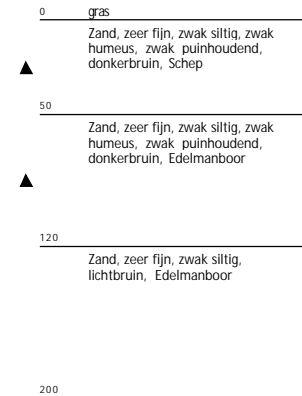 0 gras
Zand, zeer fijn, zwak siltig, zwak
humeus, zwak puinhoudend,
donkerbruin, Schep
50
Zand, zeer fijn, zwak siltig, zwak
humeus, zwak puinhoudend,
donkerbruin, Edelmanboor
120
Zand, zeer fijn, zwak siltig,
lichtbruin, Edelmanboor
200